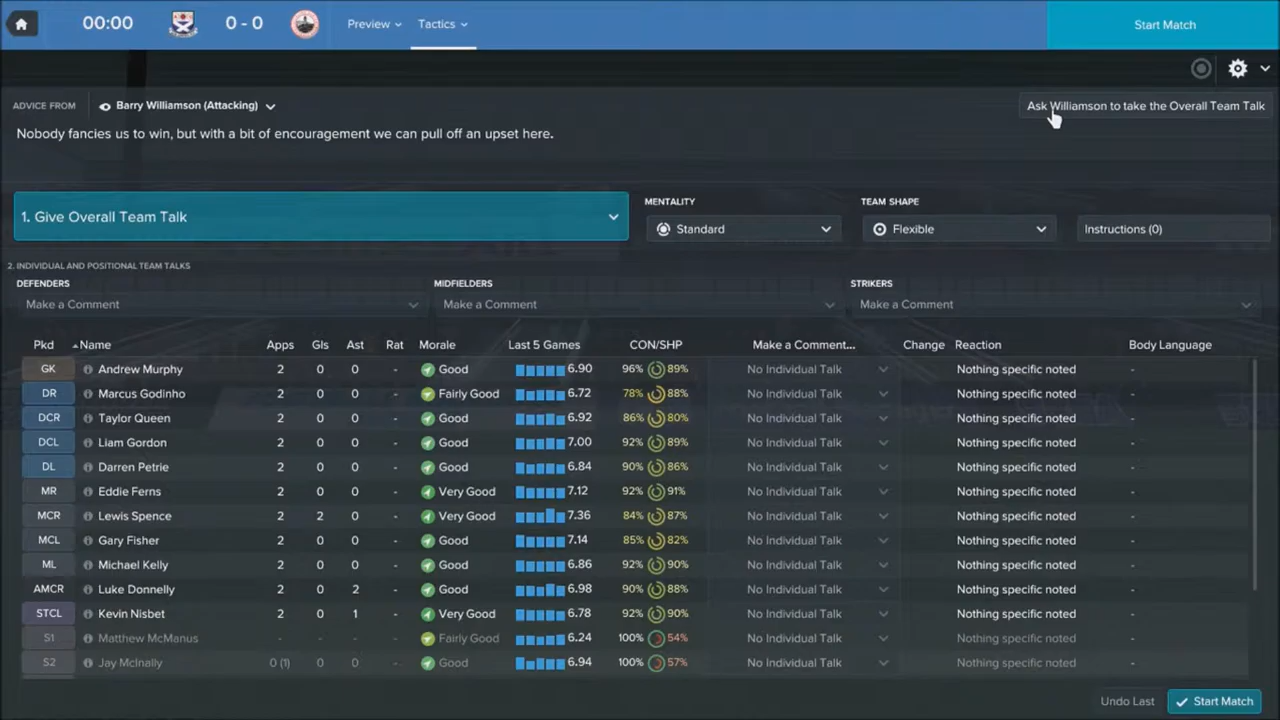 00:00 0 - 0 Preview Tactics Start Match
ADVICE FROM Barry Williamson (Attacking) Ask Williamson to take the Overall Team Talk
Nobody fancies us to win, but with a bit of encouragement we can pull off an upset here.
MENTALITY TEAM SHAPE
1. Give Overall Team Talk Standard Flexible Instructions (0)
2. INDIVIDUAL AND POSITIONAL TEAM TALKS
DEFENDERS MIDFIELDERS STRIKERS
Make a Comment Make a Comment Make a Comment
Pkd Name Apps Gls Ast Rat Morale Last 5 Games CON/SHP Make a Comment... Change Reaction Body Language
GK Andrew Murphy 2 0 0 - Good 6.90 96% 89% No Individual Talk Nothing specific noted -
DR Marcus Godinho 2 0 0 - Fairly Good 6.72 78% 88% No Individual Talk Nothing specific noted -
DCR Taylor Queen 2 0 0 - Good 6.92 86% 80% No Individual Talk Nothing specific noted -
DCL Liam Gordon 2 0 0 - Good 7.00 92% 89% No Individual Talk Nothing specific noted -
DL Darren Petrie 2 0 0 - Good 6.84 90% 86% No Individual Talk Nothing specific noted -
MR Eddie Ferns 2 0 0 - Very Good 7.12 92% 91% No Individual Talk Nothing specific noted -
MCR Lewis Spence 2 2 0 - Very Good 7.36 84% 87% No Individual Talk Nothing specific noted -
MCL Gary Fisher 2 0 0 - Good 7.14 85% 82% No Individual Talk Nothing specific noted -
ML Michael Kelly 2 0 0 - Good 6.86 92% 90% No Individual Talk Nothing specific noted -
AMCR Luke Donnelly 2 0 2 - Good 6.98 90% 88% No Individual Talk Nothing specific noted -
STCL Kevin Nisbet 2 0 1 - Very Good 6.78 92% 90% No Individual Talk Nothing specific noted -
S1 Matthew McManus - - - - Fairly Good 6.24 100% 54% No Individual Talk Nothing specific noted -
S2 Jay McInally 0 (1) 0 0 - Good 6.94 100% 57% No Individual Talk Nothing specific noted -
Undo Last Start Match